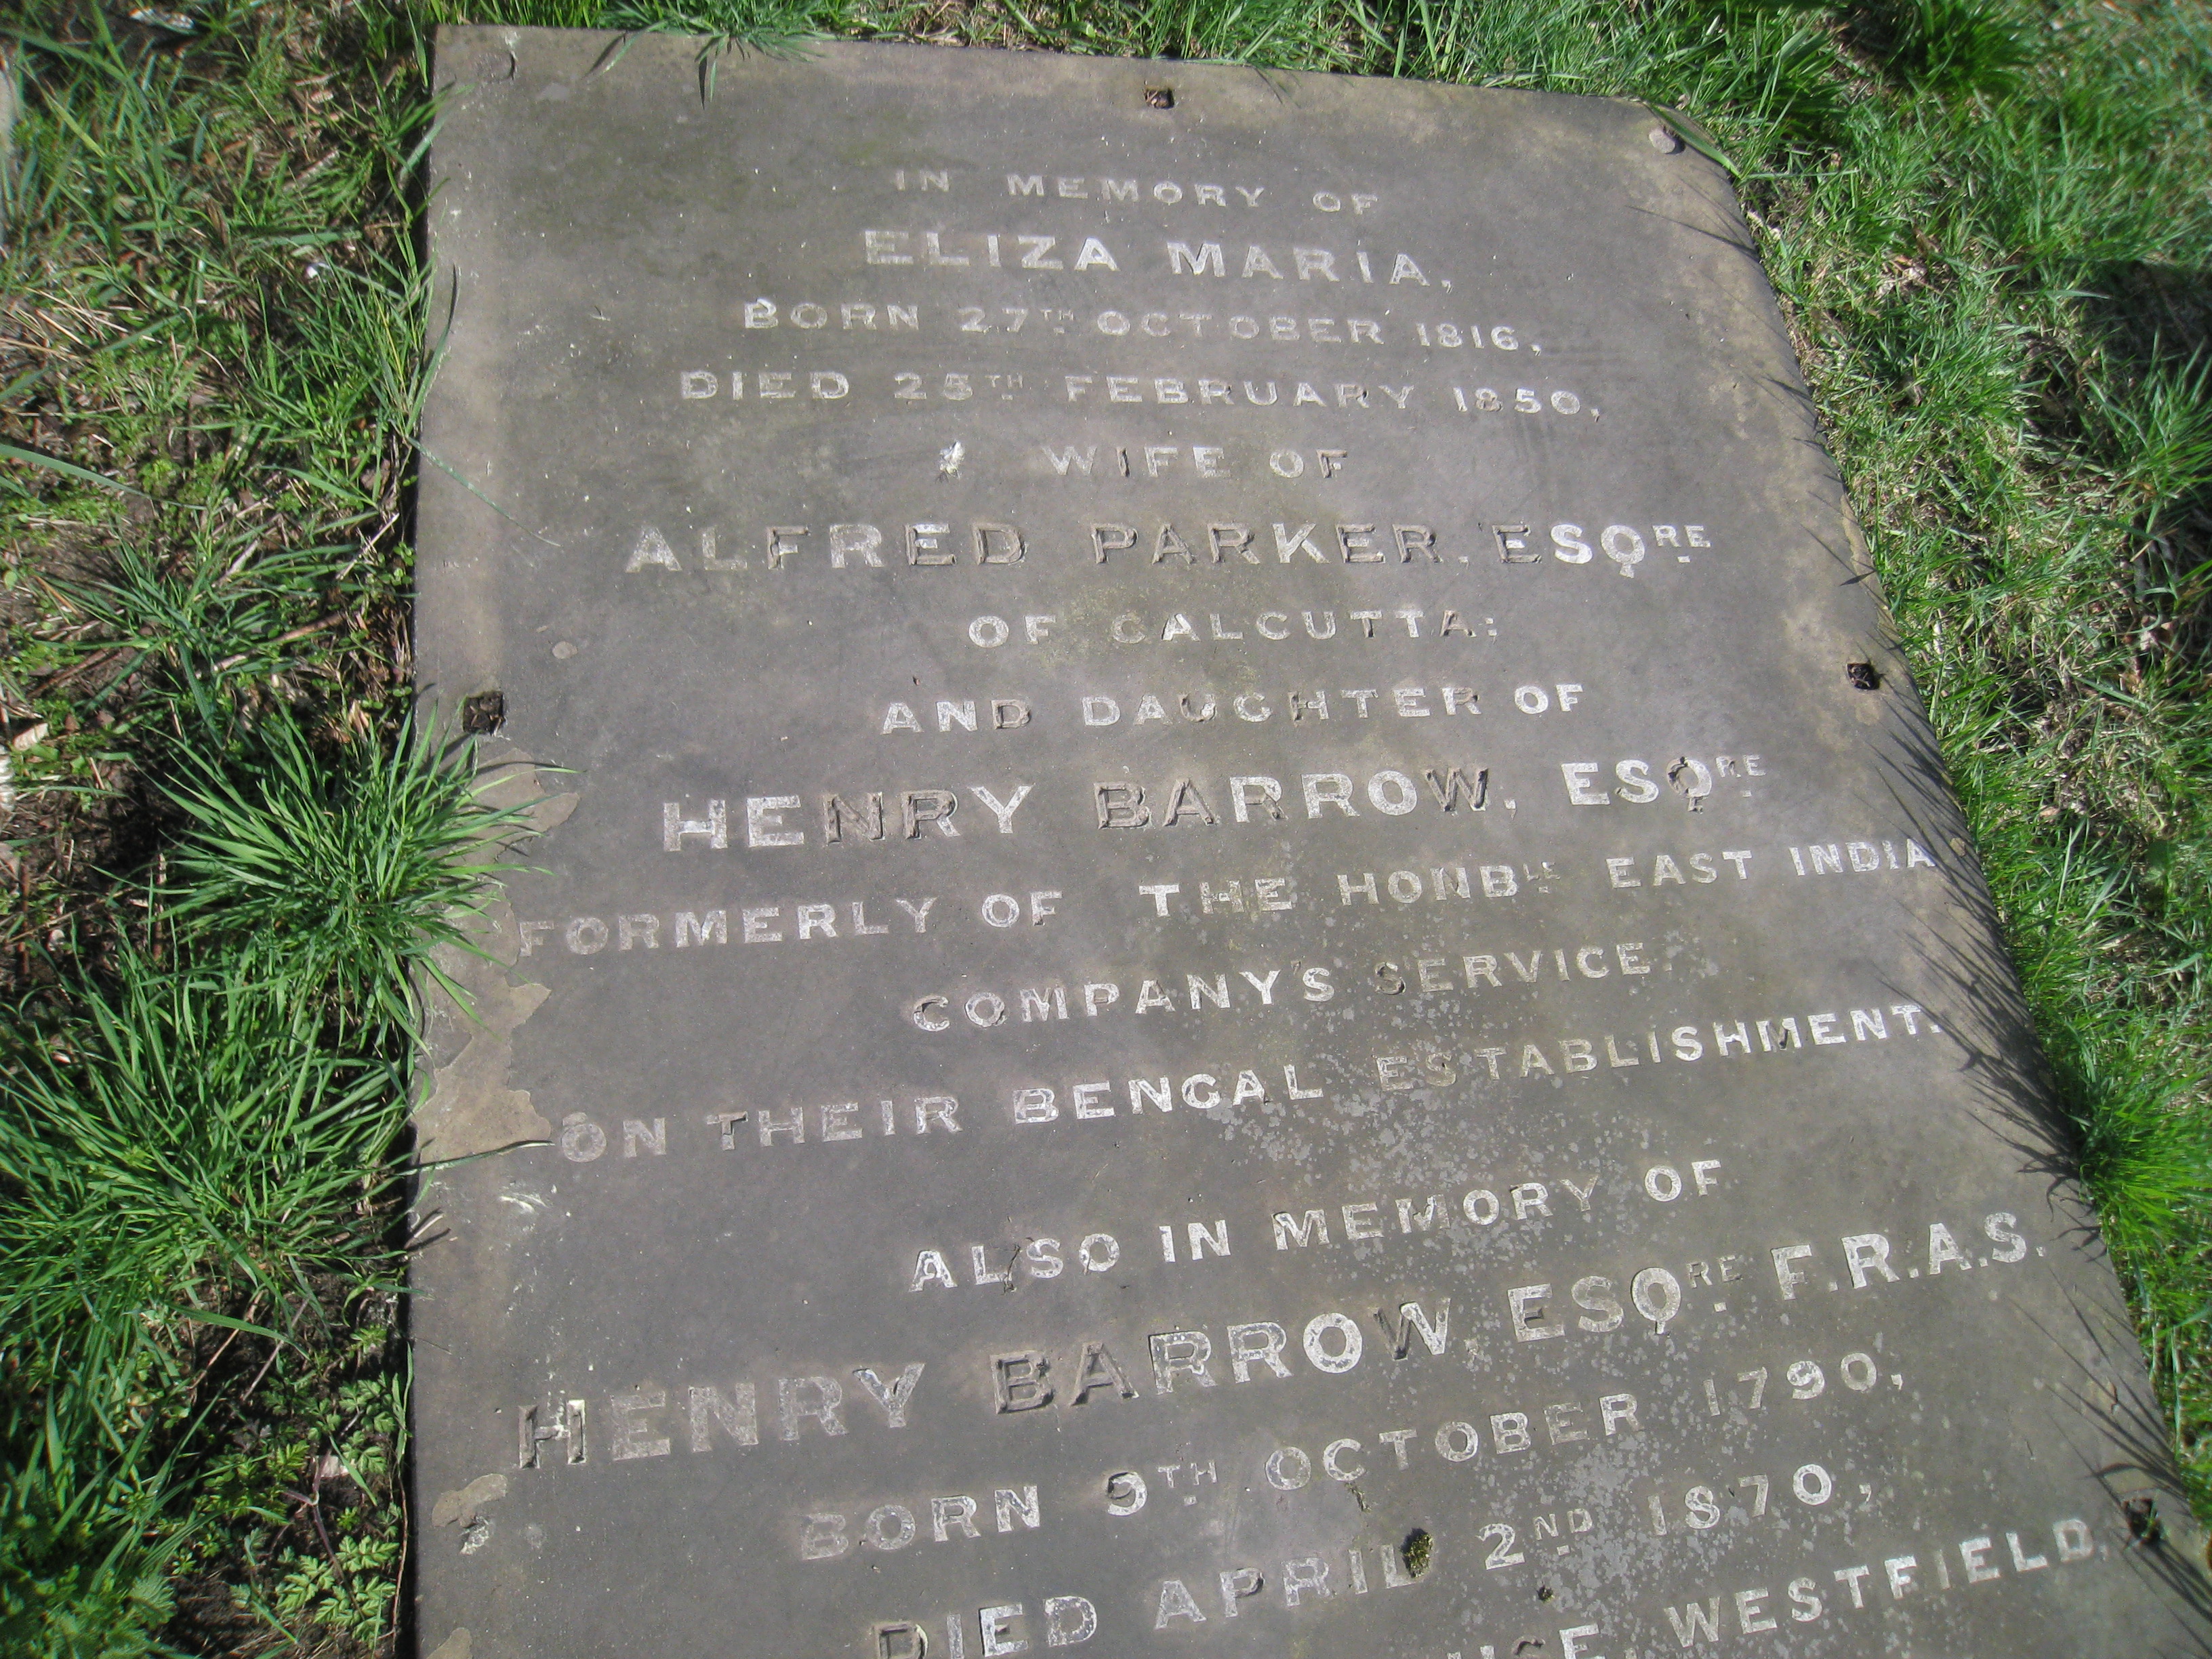 IN MEMORY OF
ELIZA MARIA,
BORN 27TH OCTOBER 1816.
DIED 25TH FEBRUARY 1850,
WIFE OF
ALFRED PARKER, ESQRE
OF CALCUTTA;
AND DAUGHTER OF
HENRY BARROW, ESQRE
FORMERLY OF THE HONBLE EAST INDIA
COMPANY'S SERVICE.
ON THEIR BENGAL ESTABLISHMENT.
ALSO IN MEMORY OF
HENRY BARROW, ESQRE F.R.A.S.
BORN 9TH OCTOBER 1790,
DIED APRIL 2ND 1870,
WESTFIELD,